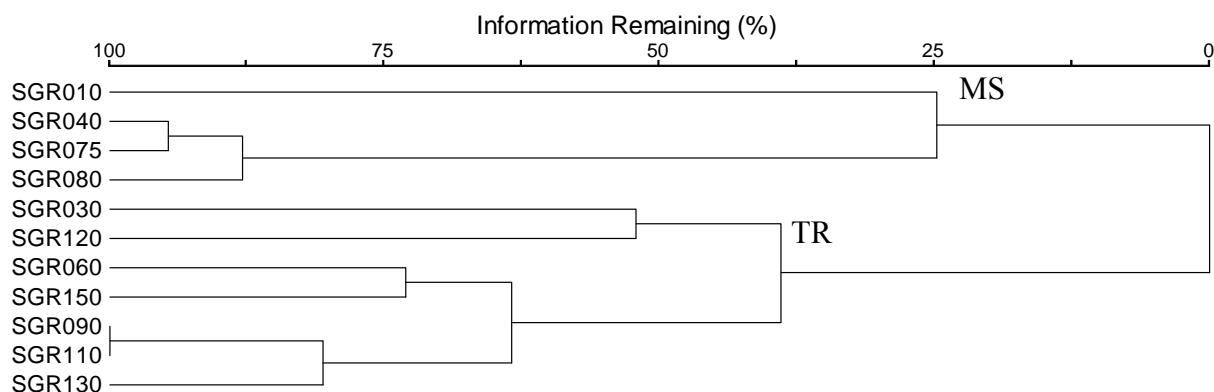 Information Remaining (%)
100 75 50 25 0
SGR010 MS
SGR040
SGR075
SGR080
SGR030
SGR120 TR
SGR060
SGR150
SGR090
SGR110
SGR130